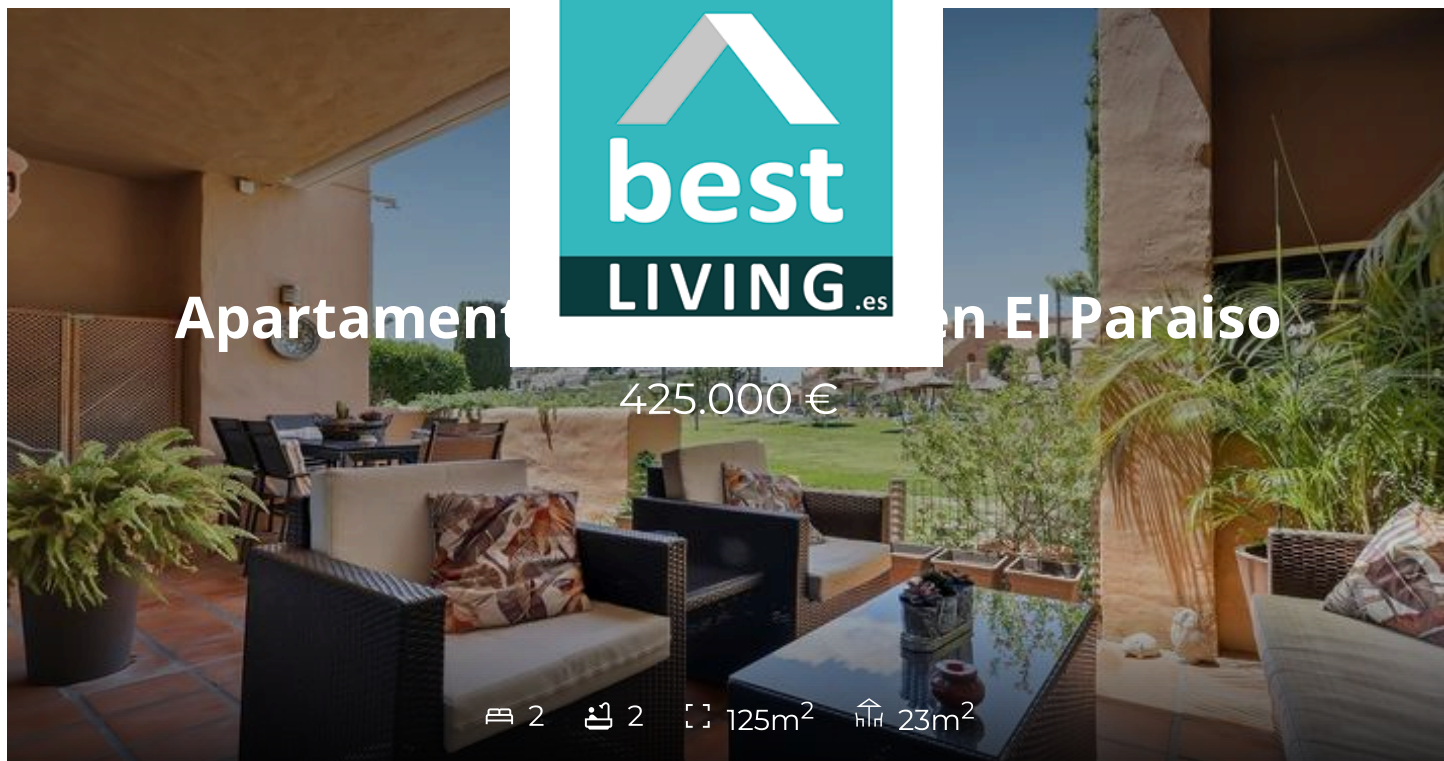 best
LIVING.es
Apartament en El Paraiso
425.000 €
2 2 125m² 23m²